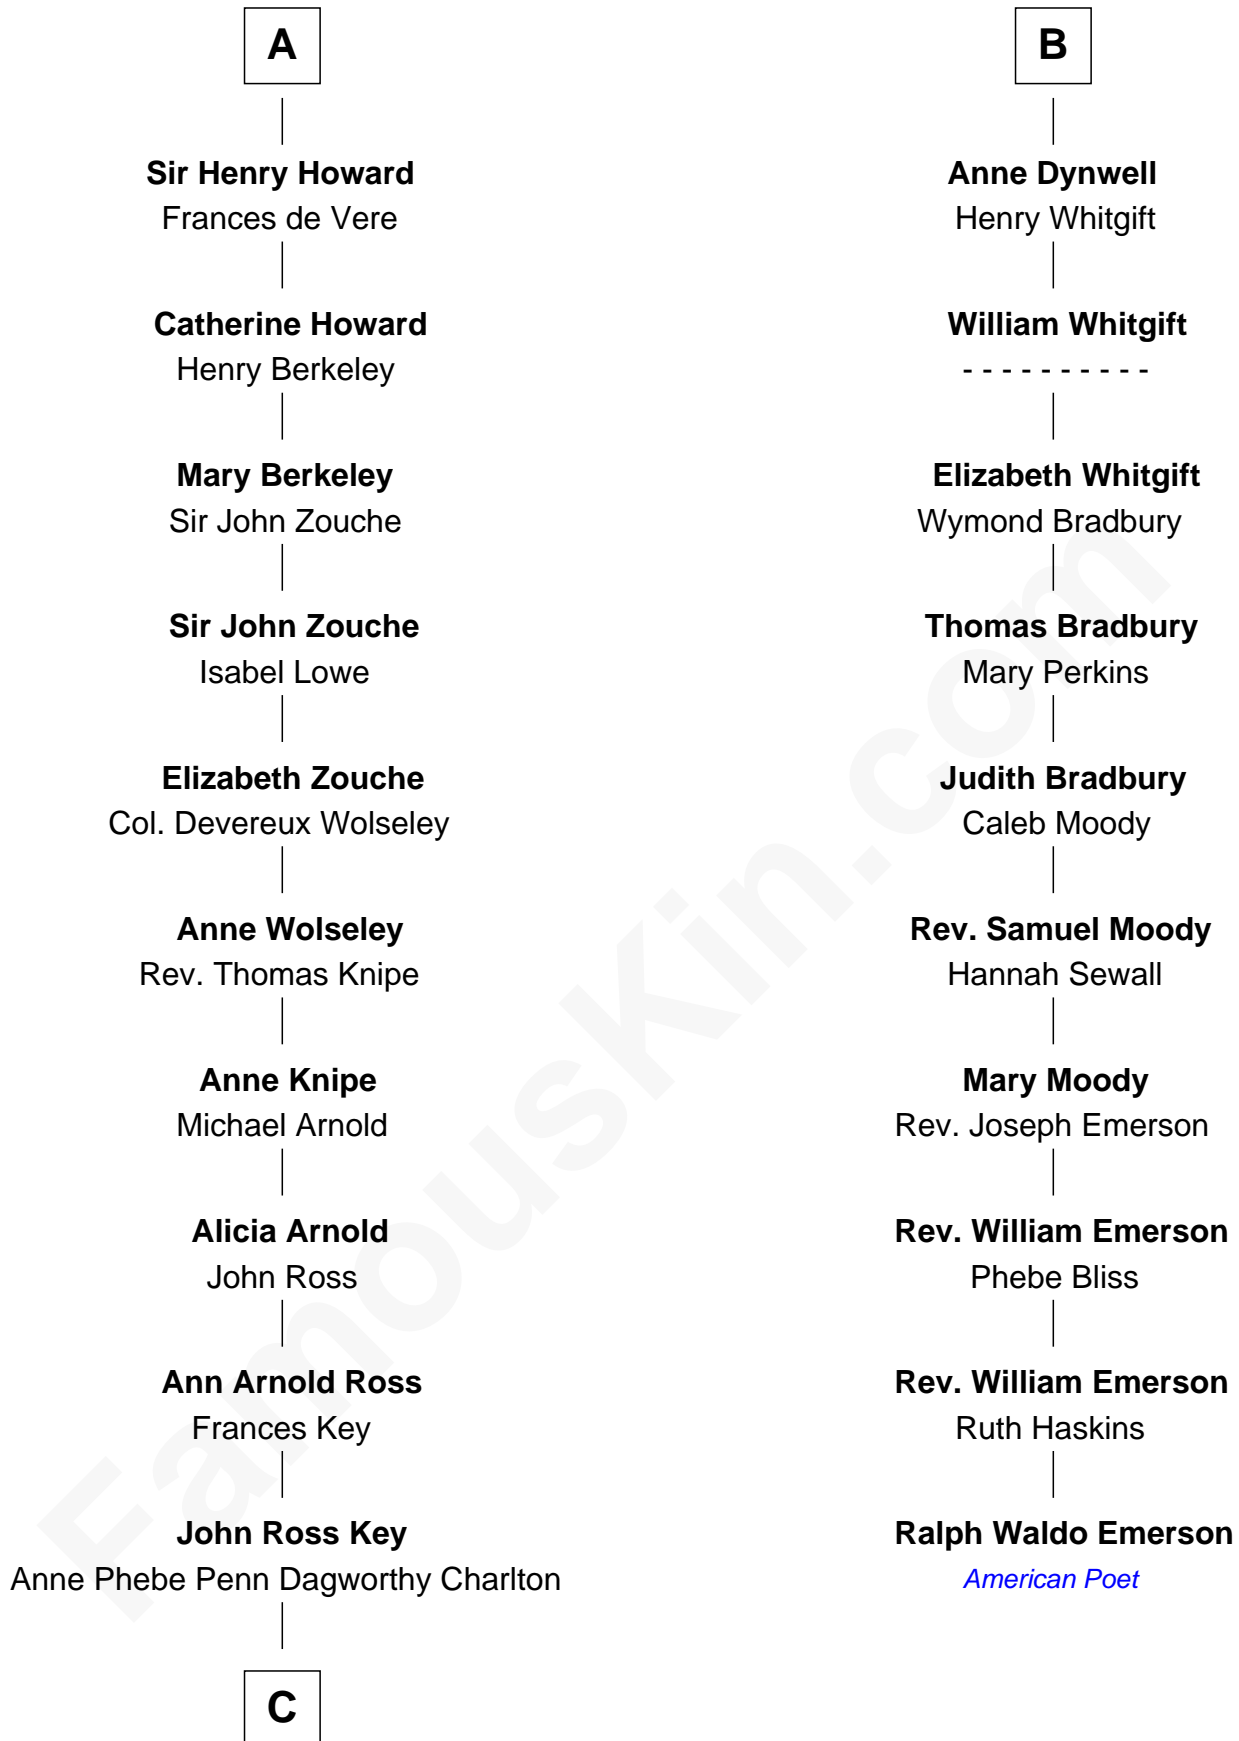 A
Sir Henry Howard
Frances de Vere
Catherine Howard
Henry Berkeley
Mary Berkeley
Sir John Zouche
Sir John Zouche
Isabel Lowe
Elizabeth Zouche
Col. Devereux Wolseley
Anne Wolseley
Rev. Thomas Knipe
Anne Knipe
Michael Arnold
Alicia Arnold
John Ross
Ann Arnold Ross
Frances Key
John Ross Key
Anne Phebe Penn Dagworthy Charlton
C
B
Anne Dynwell
Henry Whitgift
William Whitgift
- - - - - - - - - -
Elizabeth Whitgift
Wymond Bradbury
Thomas Bradbury
Mary Perkins
Judith Bradbury
Caleb Moody
Rev. Samuel Moody
Hannah Sewall
Mary Moody
Rev. Joseph Emerson
Rev. William Emerson
Phebe Bliss
Rev. William Emerson
Ruth Haskins
Ralph Waldo Emerson
American Poet
FamousKin.com